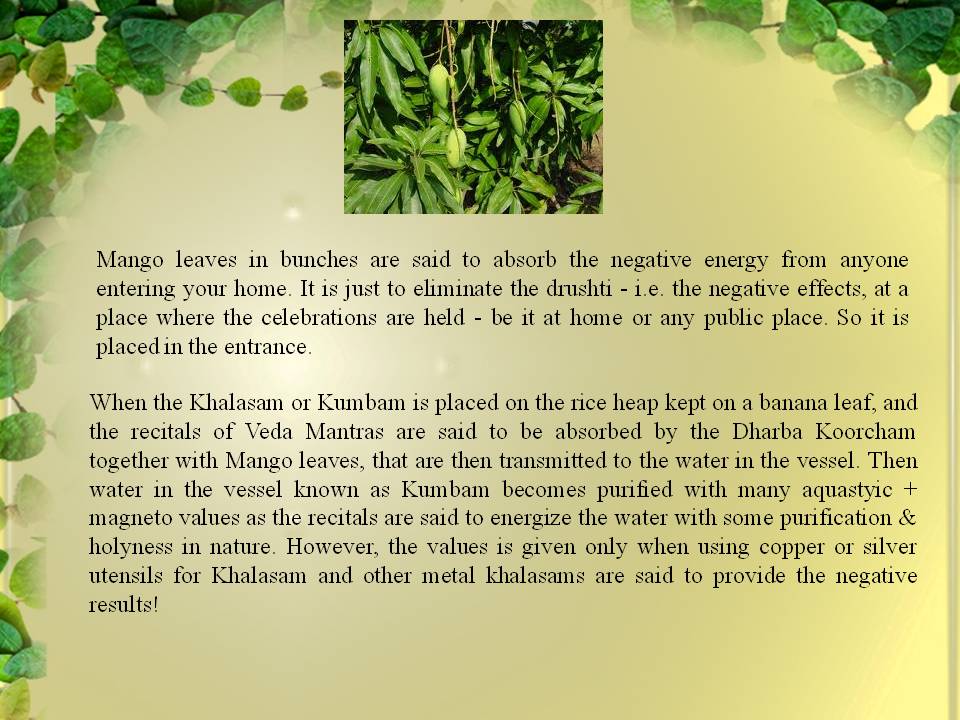 Mango leaves in bunches are said to absorb the negative energy from anyone
entering your home. It is just to eliminate the drushti - i.e. the negative effects, at a
place where the celebrations are held - be it at home or any public place. So it is
placed in the entrance.
When the Khalasam or Kumbam is placed on the rice heap kept on a banana leaf, and
the recitals of Veda Mantras are said to be absorbed by the Dharba Koorcham
together with Mango leaves, that are then transmitted to the water in the vessel. Then
water in the vessel known as Kumbam becomes purified with many aquastyic +
magneto values as the recitals are said to energize the water with some purification &
holyness in nature. However, the values is given only when using copper or silver
utensils for Khalasam and other metal khalasams are said to provide the negative
results!